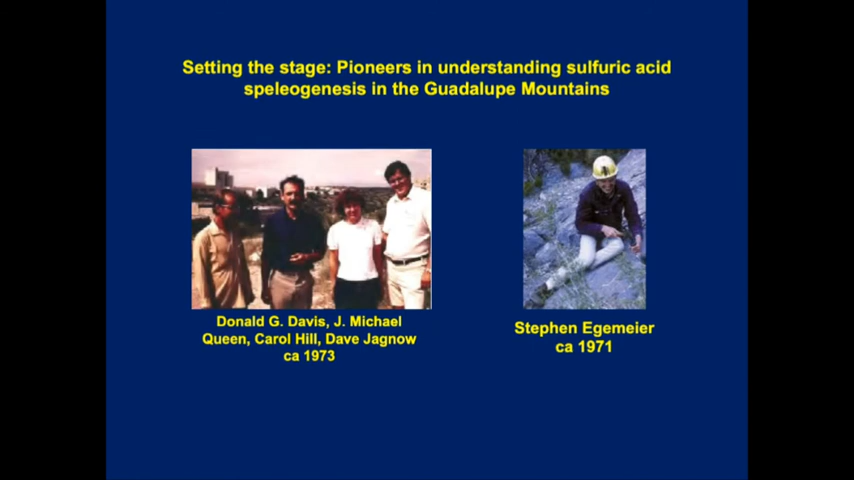 Setting the stage: Pioneers in understanding sulfuric acid
speleogenesis in the Guadalupe Mountains
Donald G. Davis, J. Michael
Queen, Carol Hill, Dave Jagnow
ca 1973
Stephen Egemeier
ca 1971